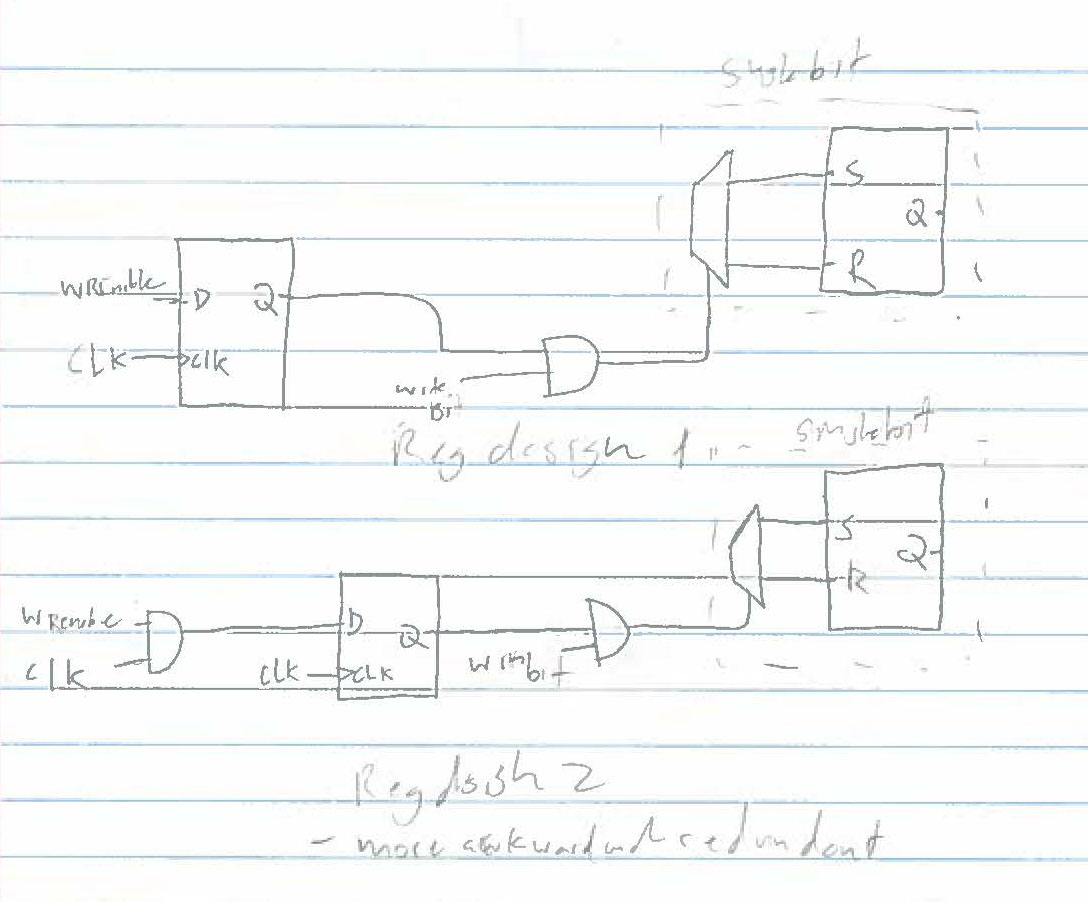 single bit
S
Q
R
WREnable
D Q
CLK
clk
write
Bit
Reg design 1
single bit
S
Q
R
WREnable
D
Q
clk
clk
CLK
write bit
Reg design 2
- more awkward and redundant